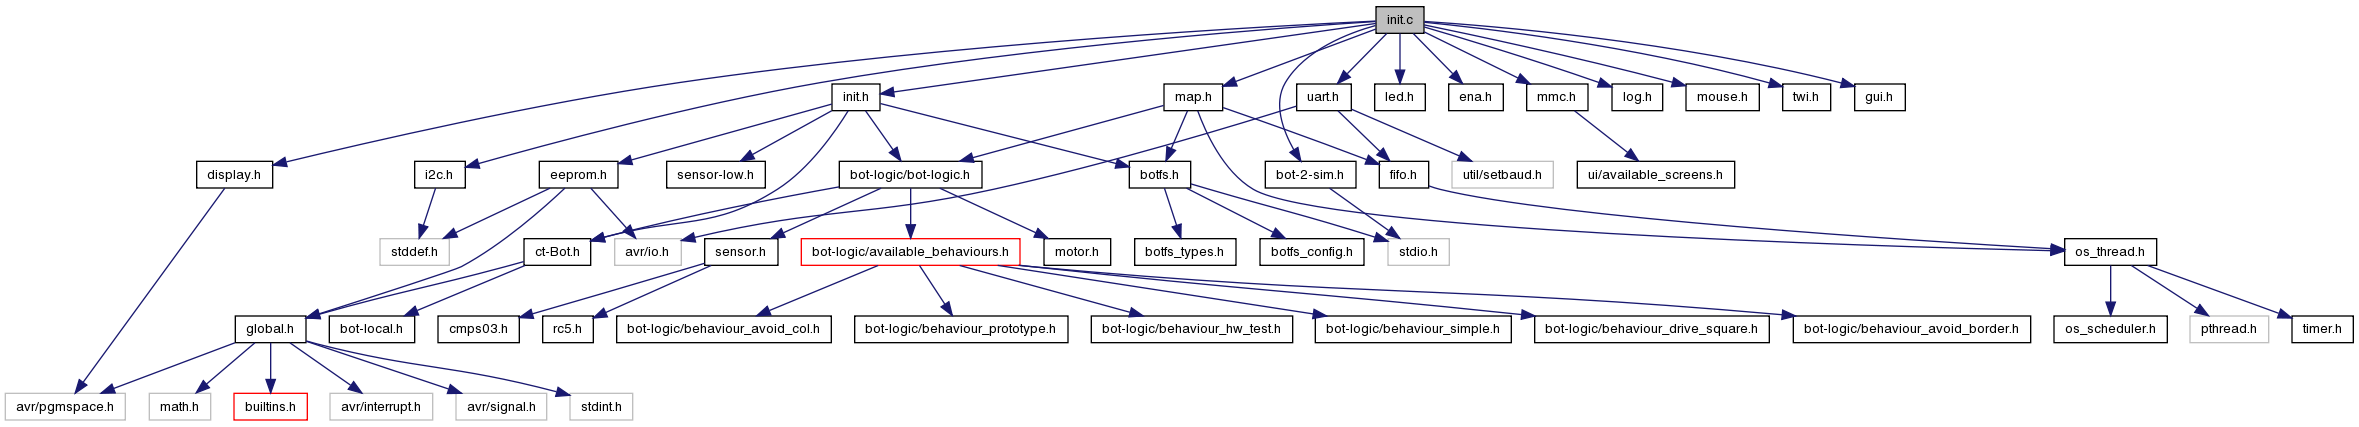 init.c
init.h
map.h
uart.h
led.h
ena.h
mmc.h
log.h
mouse.h
twi.h
gui.h
display.h
i2c.h
eeprom.h
sensor-low.h
bot-logic/bot-logic.h
botfs.h
bot-2-sim.h
fifo.h
util/setbaud.h
ui/available_screens.h
stddef.h
ct-Bot.h
avr/io.h
sensor.h
bot-logic/available_behaviours.h
motor.h
botfs_types.h
botfs_config.h
stdio.h
os_thread.h
global.h
bot-local.h
cmps03.h
rc5.h
bot-logic/behaviour_avoid_col.h
bot-logic/behaviour_prototype.h
bot-logic/behaviour_hw_test.h
bot-logic/behaviour_simple.h
bot-logic/behaviour_drive_square.h
bot-logic/behaviour_avoid_border.h
os_scheduler.h
pthread.h
timer.h
avr/pgmspace.h
math.h
builtins.h
avr/interrupt.h
avr/signal.h
stdint.h